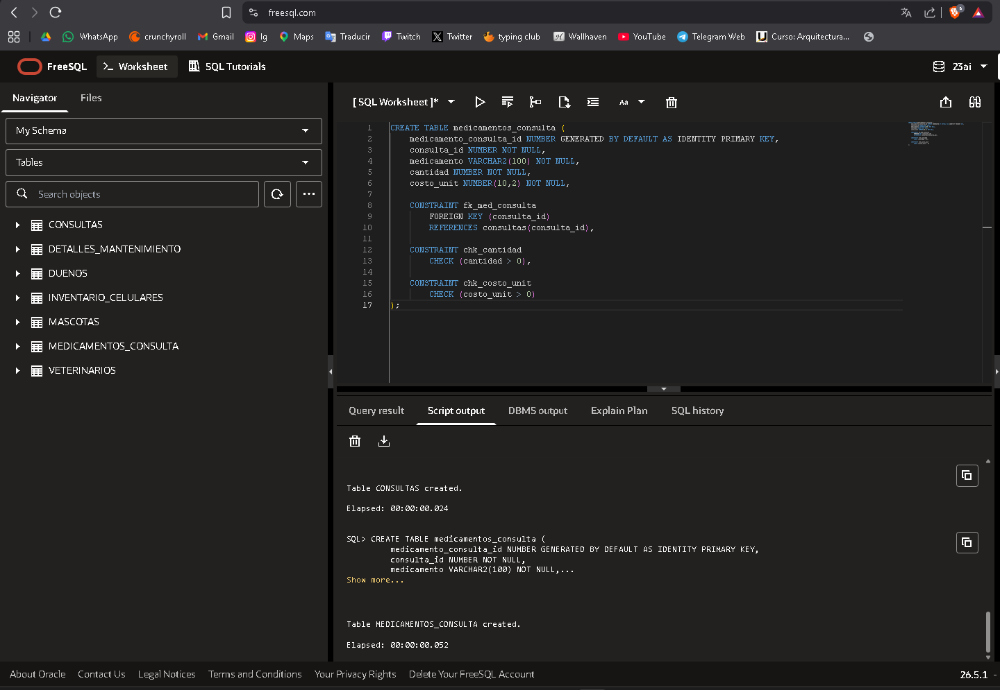 freesql.com
WhatsApp crunchyroll Gmail Ig Maps Traducir Twitch Twitter typing club Wallhaven YouTube Telegram Web Curso: Arquitectura...
FreeSQL Worksheet SQL Tutorials 23ai
Navigator Files
My Schema
Tables
Search objects
CONSULTAS
DETALLES_MANTENIMIENTO
DUENOS
INVENTARIO_CELULARES
MASCOTAS
MEDICAMENTOS_CONSULTA
VETERINARIOS
[ SQL Worksheet ]* Aa
1 CREATE TABLE medicamentos_consulta (
2 medicamento_consulta_id NUMBER GENERATED BY DEFAULT AS IDENTITY PRIMARY KEY,
3 consulta_id NUMBER NOT NULL,
4 medicamento VARCHAR2(100) NOT NULL,
5 cantidad NUMBER NOT NULL,
6 costo_unit NUMBER(10,2) NOT NULL,
7
8 CONSTRAINT fk_med_consulta
9 FOREIGN KEY (consulta_id)
10 REFERENCES consultas(consulta_id),
11
12 CONSTRAINT chk_cantidad
13 CHECK (cantidad > 0),
14
15 CONSTRAINT chk_costo_unit
16 CHECK (costo_unit > 0)
17 );
Query result Script output DBMS output Explain Plan SQL history
Table CONSULTAS created.
Elapsed: 00:00:00.024
SQL> CREATE TABLE medicamentos_consulta (
medicamento_consulta_id NUMBER GENERATED BY DEFAULT AS IDENTITY PRIMARY KEY,
consulta_id NUMBER NOT NULL,
medicamento VARCHAR2(100) NOT NULL,...
Show more...
Table MEDICAMENTOS_CONSULTA created.
Elapsed: 00:00:00.052
About Oracle Contact Us Legal Notices Terms and Conditions Your Privacy Rights Delete Your FreeSQL Account 26.5.1 -